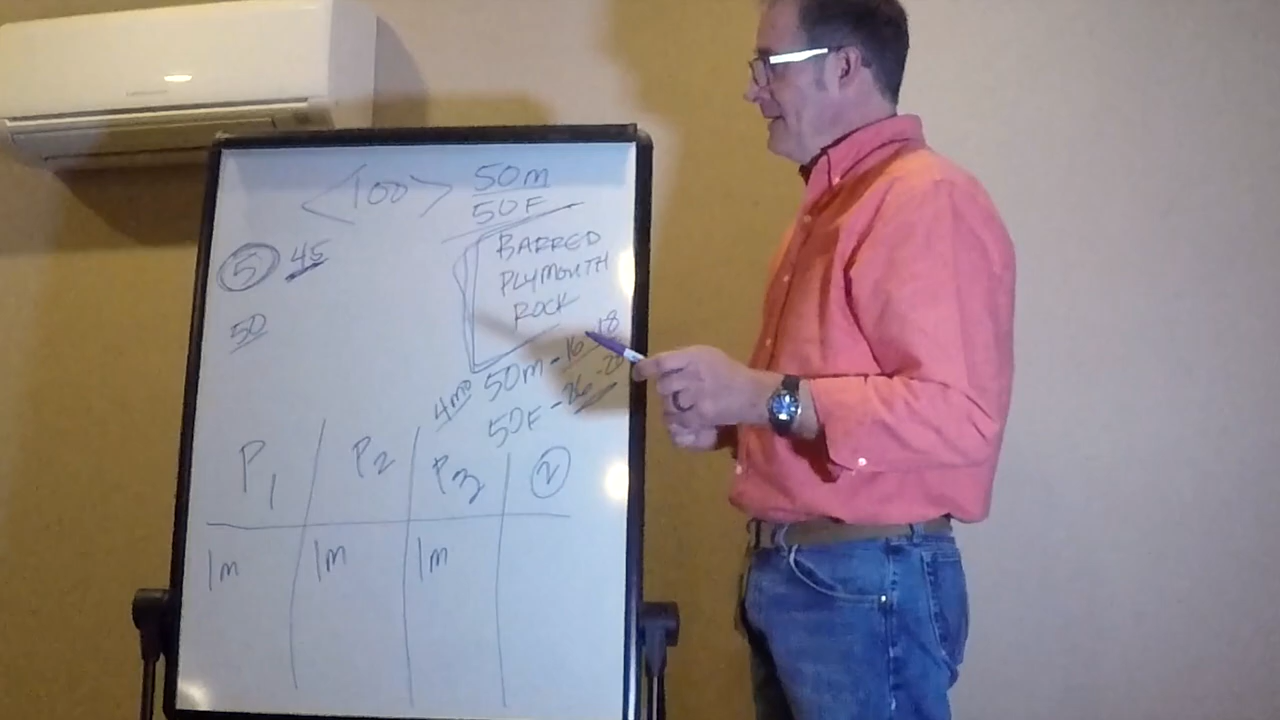 <100> 50m
50F
5 45
50
BARRED
PLYMOUTH
ROCK
4mo 50m - 16 - 18
50F - 26 - 28
P1 P2 P3 2
1m 1m 1m